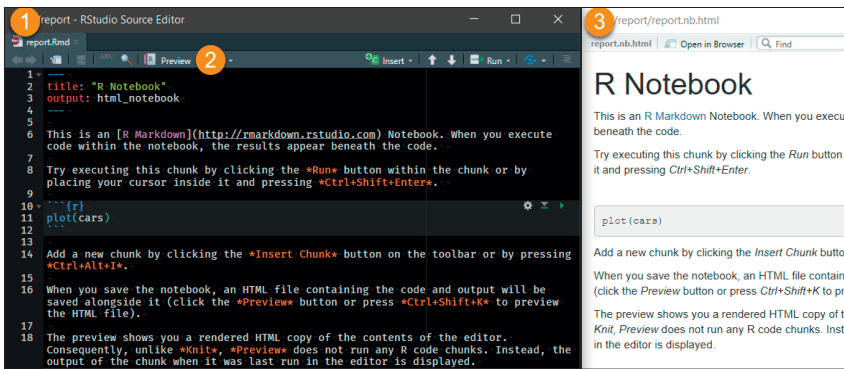 1
report - RStudio Source Editor
report.Rmd
ABC Preview 2 Insert Run
1 ---
2 title: "R Notebook"
3 output: html_notebook
4 ---
5
6 This is an [R Markdown](http://rmarkdown.rstudio.com) Notebook. When you execute
code within the notebook, the results appear beneath the code.
7
8 Try executing this chunk by clicking the *Run* button within the chunk or by
placing your cursor inside it and pressing *Ctrl+Shift+Enter*.
9
10 ```{r}
11 plot(cars)
12 ```
13
14 Add a new chunk by clicking the *Insert Chunk* button on the toolbar or by pressing
*Ctrl+Alt+I*.
15
16 When you save the notebook, an HTML file containing the code and output will be
saved alongside it (click the *Preview* button or press *Ctrl+Shift+K* to preview
the HTML file).
17
18 The preview shows you a rendered HTML copy of the contents of the editor.
Consequently, unlike *Knit*, *Preview* does not run any R code chunks. Instead, the
output of the chunk when it was last run in the editor is displayed.
3 /report/report.nb.html
report.nb.html Open in Browser Find
R Notebook
This is an R Markdown Notebook. When you execu
beneath the code.
Try executing this chunk by clicking the Run button
it and pressing Ctrl+Shift+Enter.
plot(cars)
Add a new chunk by clicking the Insert Chunk butto
When you save the notebook, an HTML file contain
(click the Preview button or press Ctrl+Shift+K to pr
The preview shows you a rendered HTML copy of t
Knit, Preview does not run any R code chunks. Inst
in the editor is displayed.